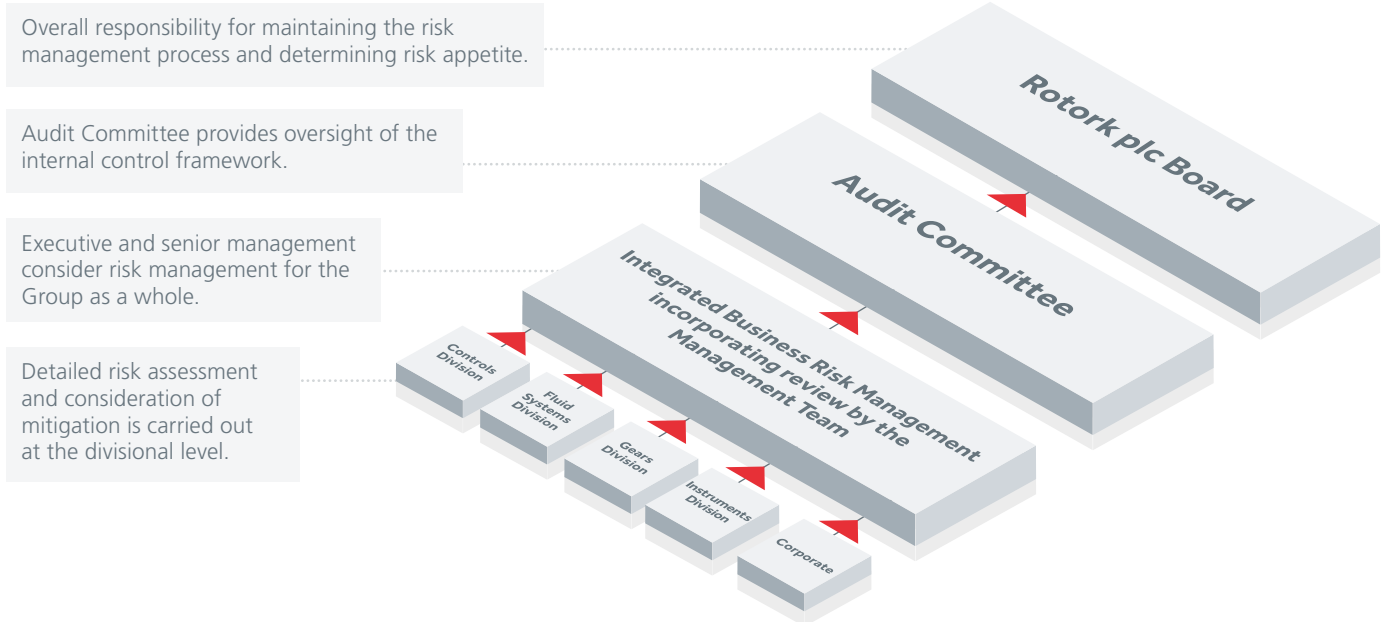 Overall responsibility for maintaining the risk
management process and determining risk appetite.
Audit Committee provides oversight of the
internal control framework.
Executive and senior management
consider risk management for the
Group as a whole.
Detailed risk assessment
and consideration of
mitigation is carried out
at the divisional level.
Rotork plc Board
Audit Committee
Integrated Business Risk Management
incorporating review by the
Management Team
Controls
Division
Fluid
Systems
Division
Gears
Division
Instruments
Division
Corporate